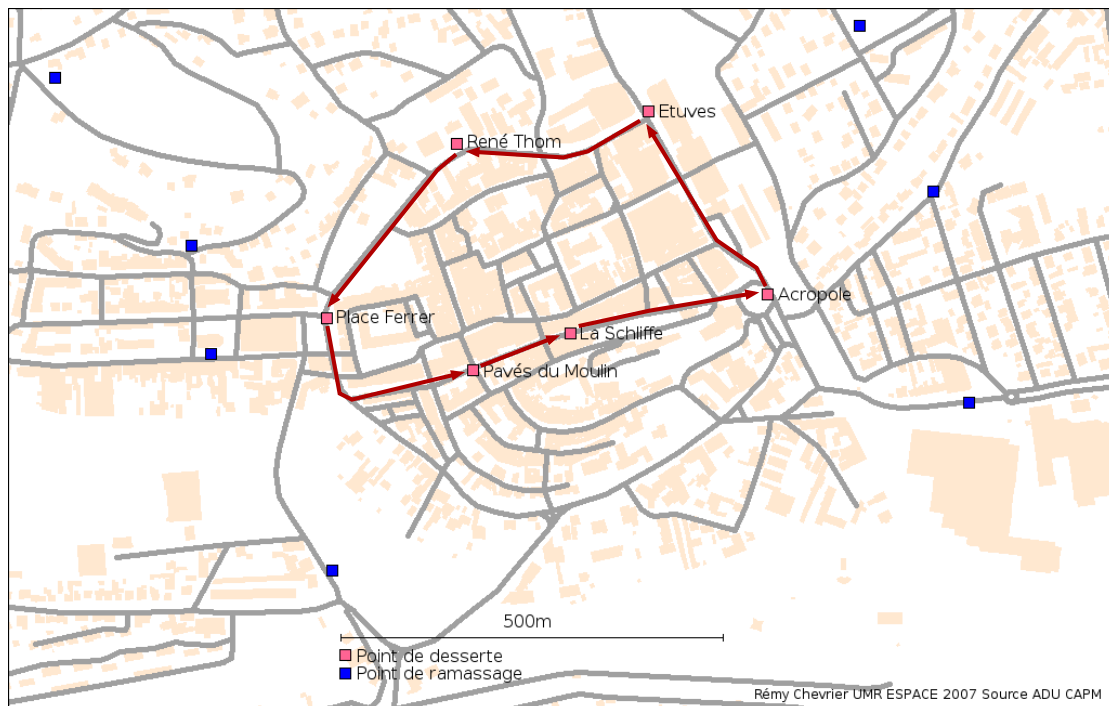 Etuves
René Thom
Acropole
Place Ferrer
La Schliffe
Pavés du Moulin
500m
Point de desserte
Point de ramassage
Rémy Chevrier UMR ESPACE 2007 Source ADU CAPM